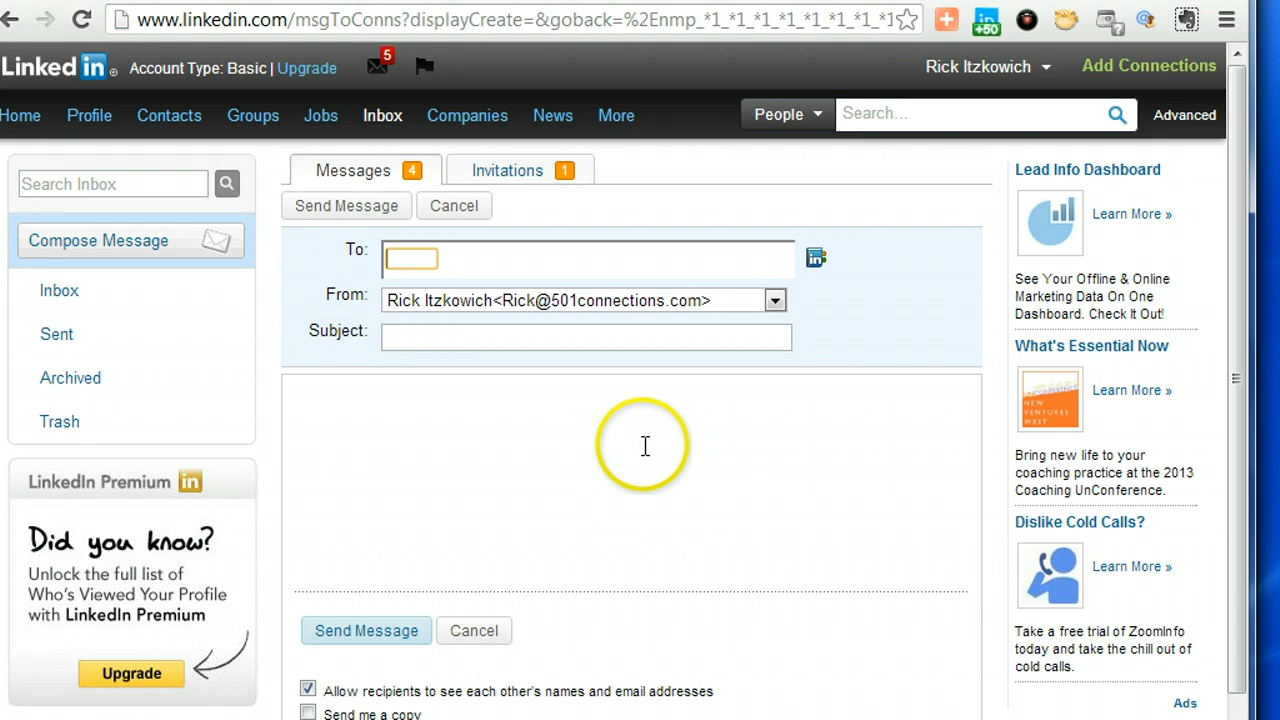 www.linkedin.com/msgToConns?displayCreate=&goback=%2Enmp_*1_*1_*1_*1_*1_*1_*1
+50
?
Linked in Account Type: Basic | Upgrade
5
Rick Itzkowich
Add Connections
Home
Profile
Contacts
Groups
Jobs
Inbox
Companies
News
More
People
Search...
Advanced
Search Inbox
Compose Message
Inbox
Sent
Archived
Trash
LinkedIn Premium in
Did you know?
Unlock the full list of
Who's Viewed Your Profile
with LinkedIn Premium
Upgrade
Messages 4
Invitations 1
Send Message
Cancel
To:
From:
Rick Itzkowich<Rick@501connections.com>
Subject:
Send Message
Cancel
Allow recipients to see each other's names and email addresses
Send me a copy
Lead Info Dashboard
Learn More »
See Your Offline & Online
Marketing Data On One
Dashboard. Check It Out!
What's Essential Now
NEW
VENTURES
WEST
Learn More »
Bring new life to your
coaching practice at the 2013
Coaching UnConference.
Dislike Cold Calls?
Learn More »
Take a free trial of ZoomInfo
today and take the chill out of
cold calls.
Ads